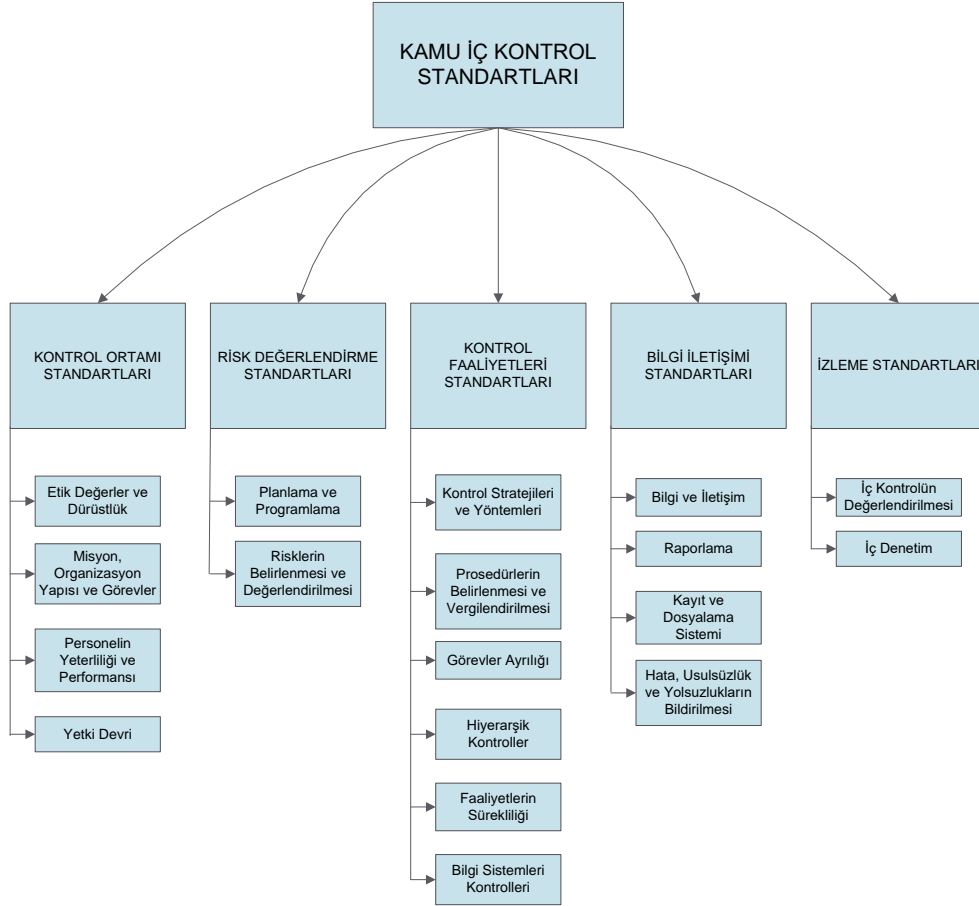 KAMU İÇ KONTROL
STANDARTLARI
KONTROL ORTAMI
STANDARTLARI
Etik Değerler ve
Dürüstlük
Misyon,
Organizasyon
Yapısı ve Görevler
Personelin
Yeterliliği ve
Performansı
Yetki Devri
RİSK DEĞERLENDİRME
STANDARTLARI
Planlama ve
Programlama
Risklerin
Belirlenmesi ve
Değerlendirilmesi
KONTROL
FAALİYETLERİ
STANDARTLARI
Kontrol Stratejileri
ve Yöntemleri
Prosedürlerin
Belirlenmesi ve
Vergilendirilmesi
Görevler Ayrılığı
Hiyerarşik
Kontroller
Faaliyetlerin
Sürekliliği
Bilgi Sistemleri
Kontrolleri
BİLGİ İLETİŞİMİ
STANDARTLARI
Bilgi ve İletişim
Raporlama
Kayıt ve
Dosyalama
Sistemi
Hata, Usulsüzlük
ve Yolsuzlukların
Bildirilmesi
İZLEME STANDARTLARI
İç Kontrolün
Değerlendirilmesi
İç Denetim